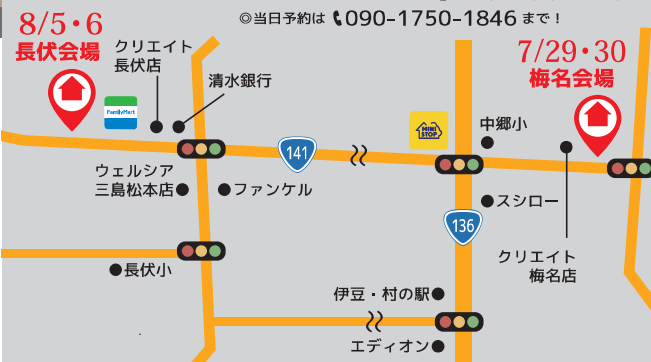 ◎当日予約は 090-1750-1846 まで！
8/5・6
長伏会場
クリエイト
長伏店
清水銀行
7/29・30
梅名会場
FamilyMart
MINI
STOP
中郷小
141
ウェルシア
三島松本店
ファンケル
スシロー
136
クリエイト
梅名店
長伏小
伊豆・村の駅
エディオン